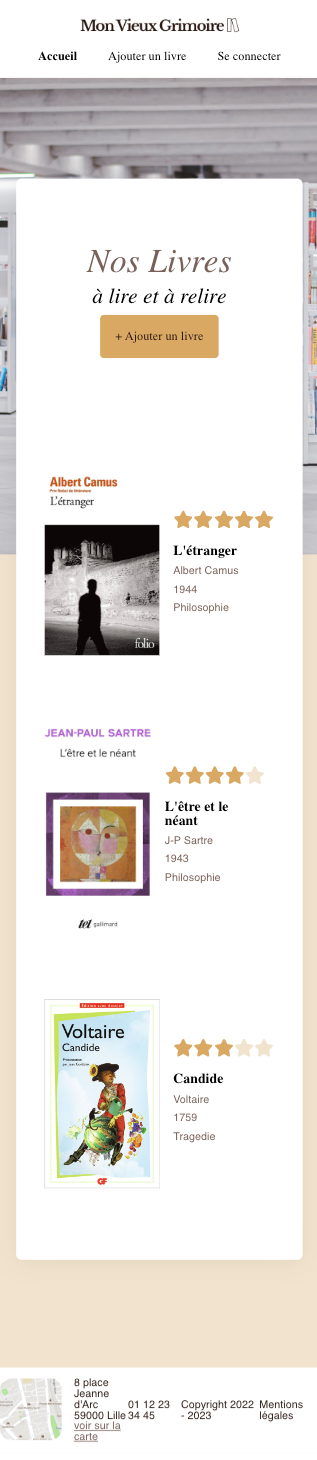 Mon Vieux Grimoire
Accueil
Ajouter un livre
Se connecter
Nos Livres
à lire et à relire
+ Ajouter un livre
Albert Camus
Prix Nobel de littérature
L'étranger
folio
L'étranger
Albert Camus
1944
Philosophie
JEAN-PAUL SARTRE
L'être et le néant
tel gallimard
L'être et le
néant
J-P Sartre
1943
Philosophie
Voltaire
Candide
GF
Candide
Voltaire
1759
Tragedie
8 place
Jeanne
d'Arc
59000 Lille
voir sur la
carte
01 12 23
34 45
Copyright 2022
- 2023
Mentions
légales